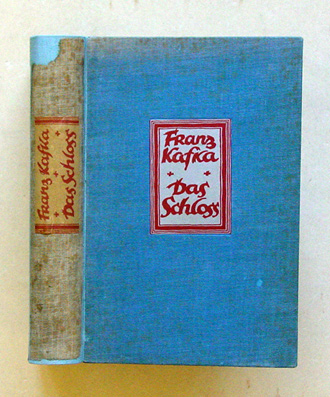 Franz Kafka + Das Schloss +
Franz
Kafka
+ +
Das
Schloss